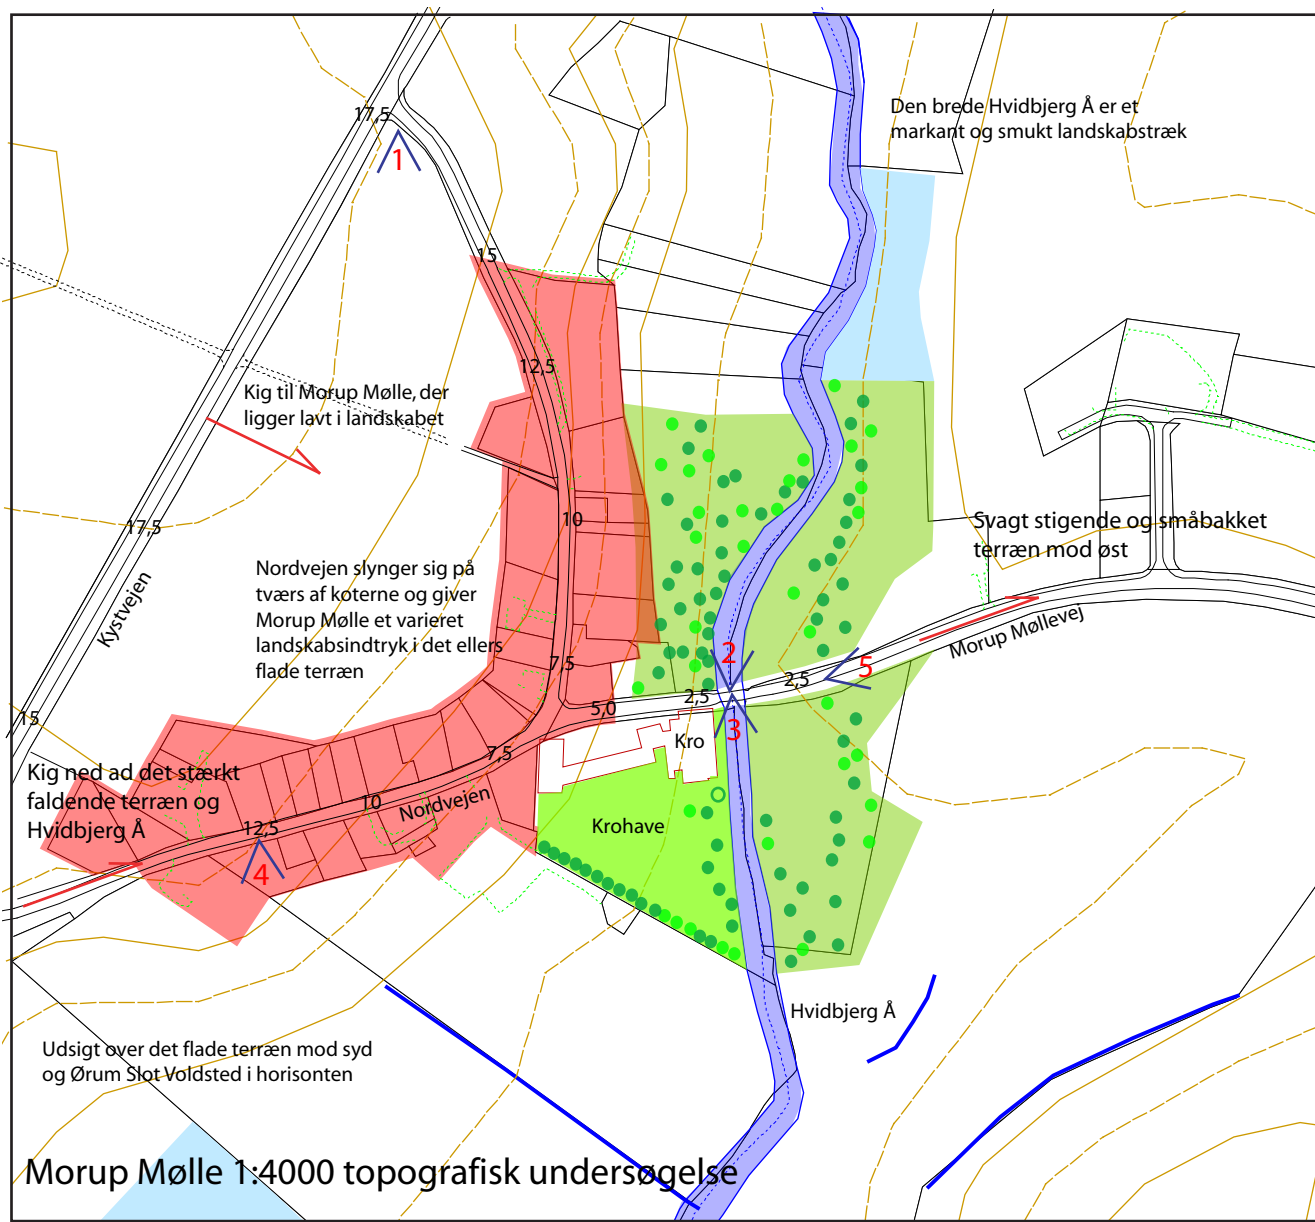 17,5
1
Den brede Hvidbjerg Å er et
markant og smukt landskabstræk
15
12,5
Kig til Morup Mølle, der
ligger lavt i landskabet
17,5
10
Svagt stigende og småbakket
terræn mod øst
Kystvejen
Nordvejen slynger sig på
tværs af koterne og giver
Morup Mølle et varieret
landskabsindtryk i det ellers
flade terræn
Morup Møllevej
2
5
7,5
2,5
2,5
5,0
15
3
Kro
7,5
Kig ned ad det stærkt
faldende terræn og
Hvidbjerg Å
10
Nordvejen
12,5
Krohave
4
Hvidbjerg Å
Udsigt over det flade terræn mod syd
og Ørum Slot Voldsted i horisonten
Morup Mølle 1:4000 topografisk undersøgelse